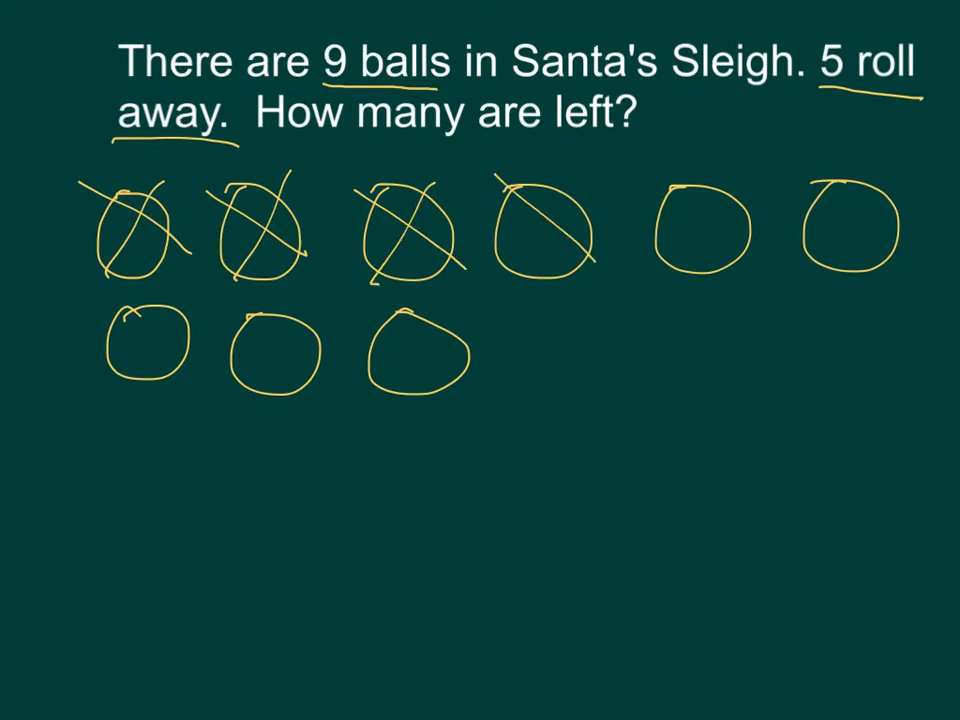 There are 9 balls in Santa's Sleigh. 5 roll
away. How many are left?